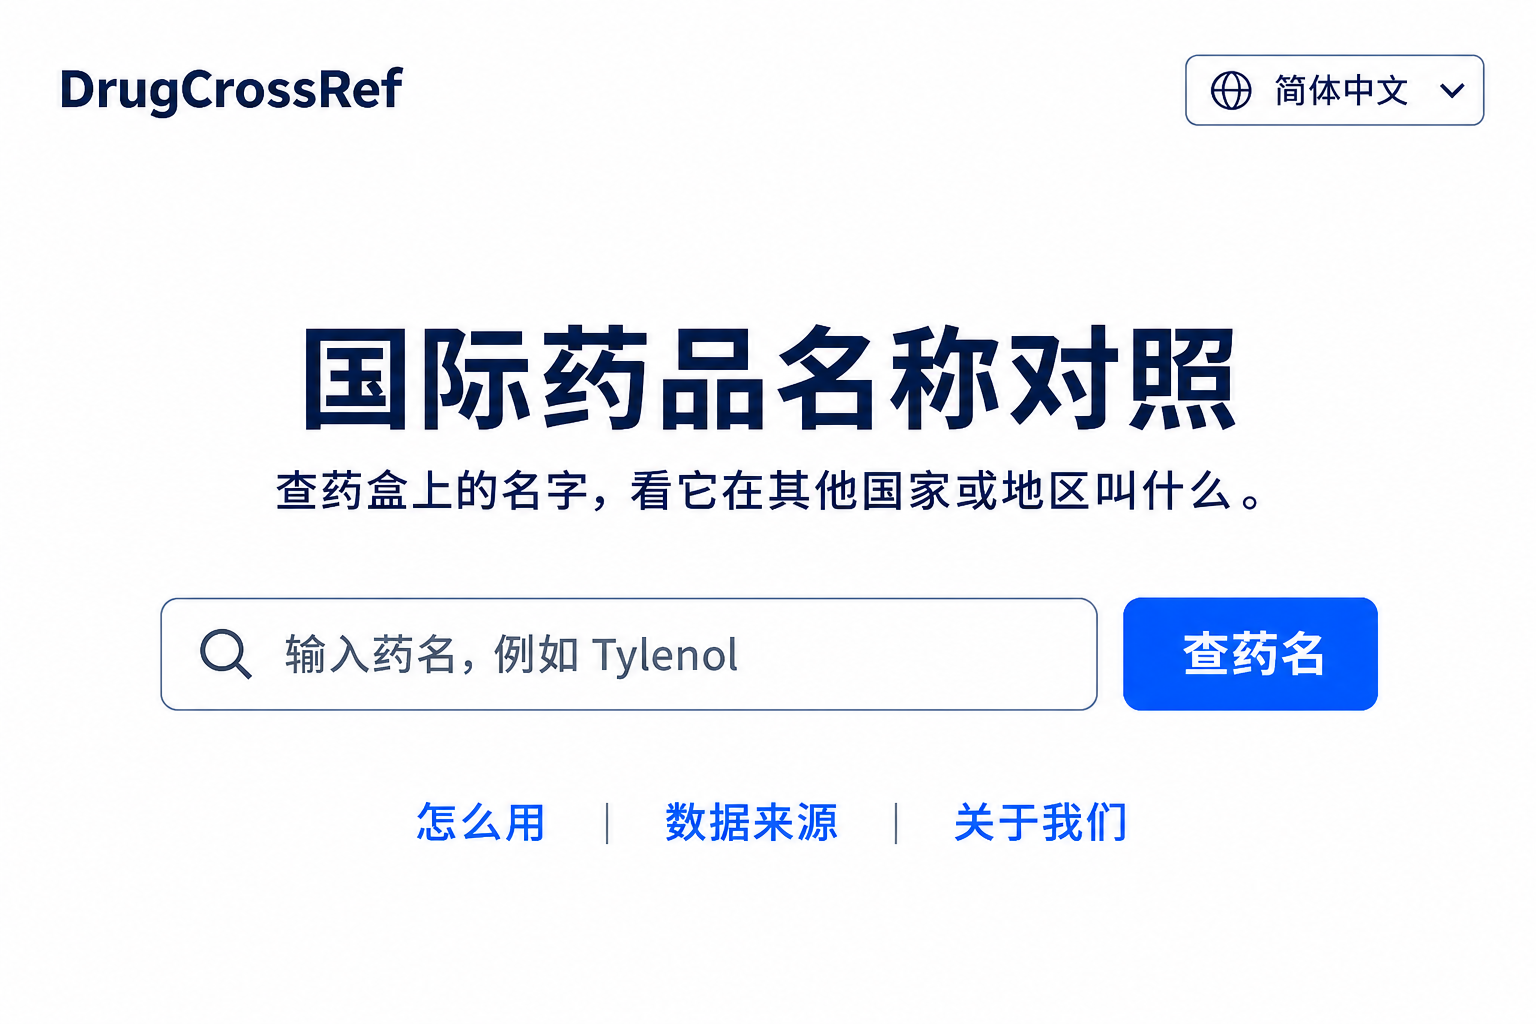 DrugCrossRef
简体中文
国际药品名称对照
查药盒上的名字，看它在其他国家或地区叫什么。
输入药名，例如 Tylenol
查药名
怎么用 | 数据来源 | 关于我们